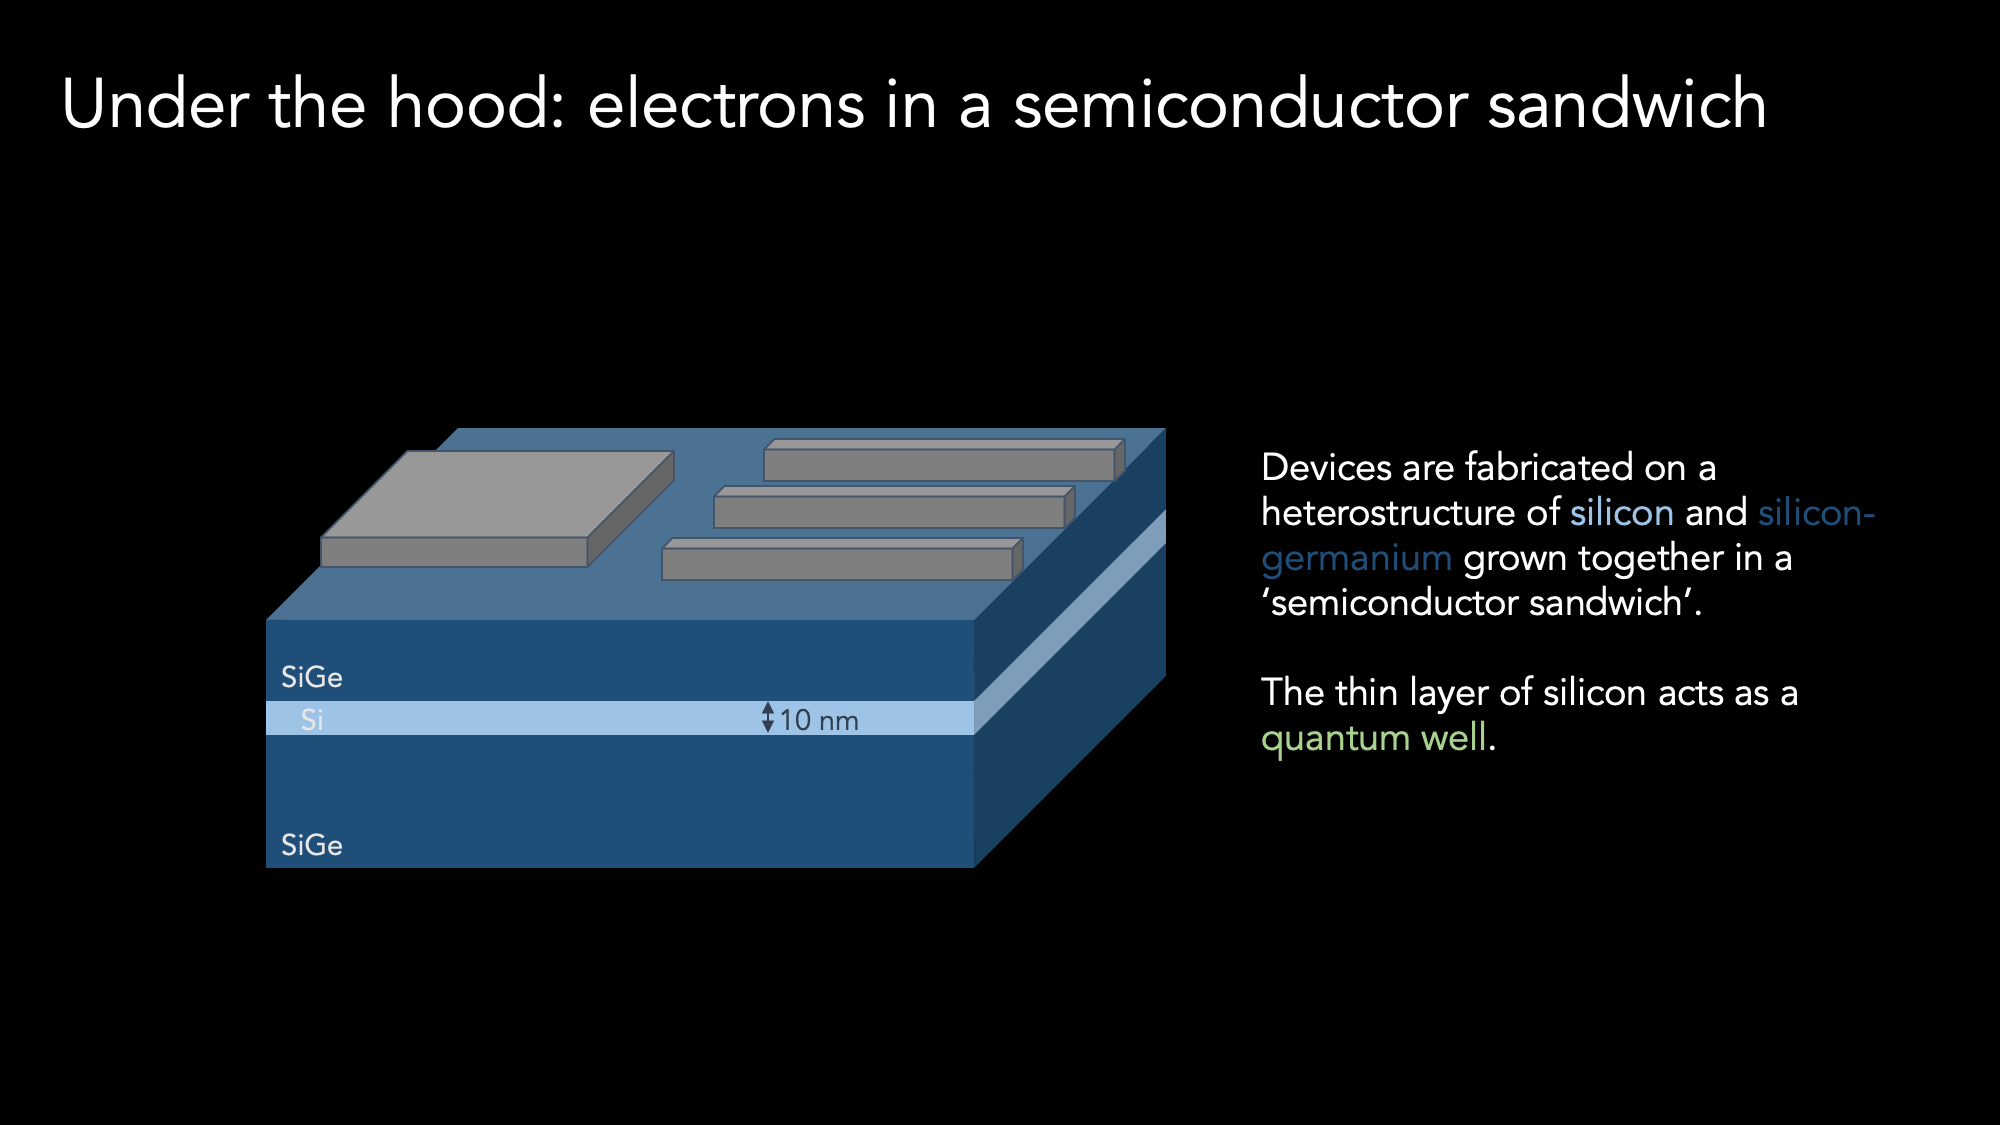 Under the hood: electrons in a semiconductor sandwich
SiGe
Si
10 nm
SiGe
Devices are fabricated on a
heterostructure of silicon and silicon-
germanium grown together in a
‘semiconductor sandwich’.
The thin layer of silicon acts as a
quantum well.